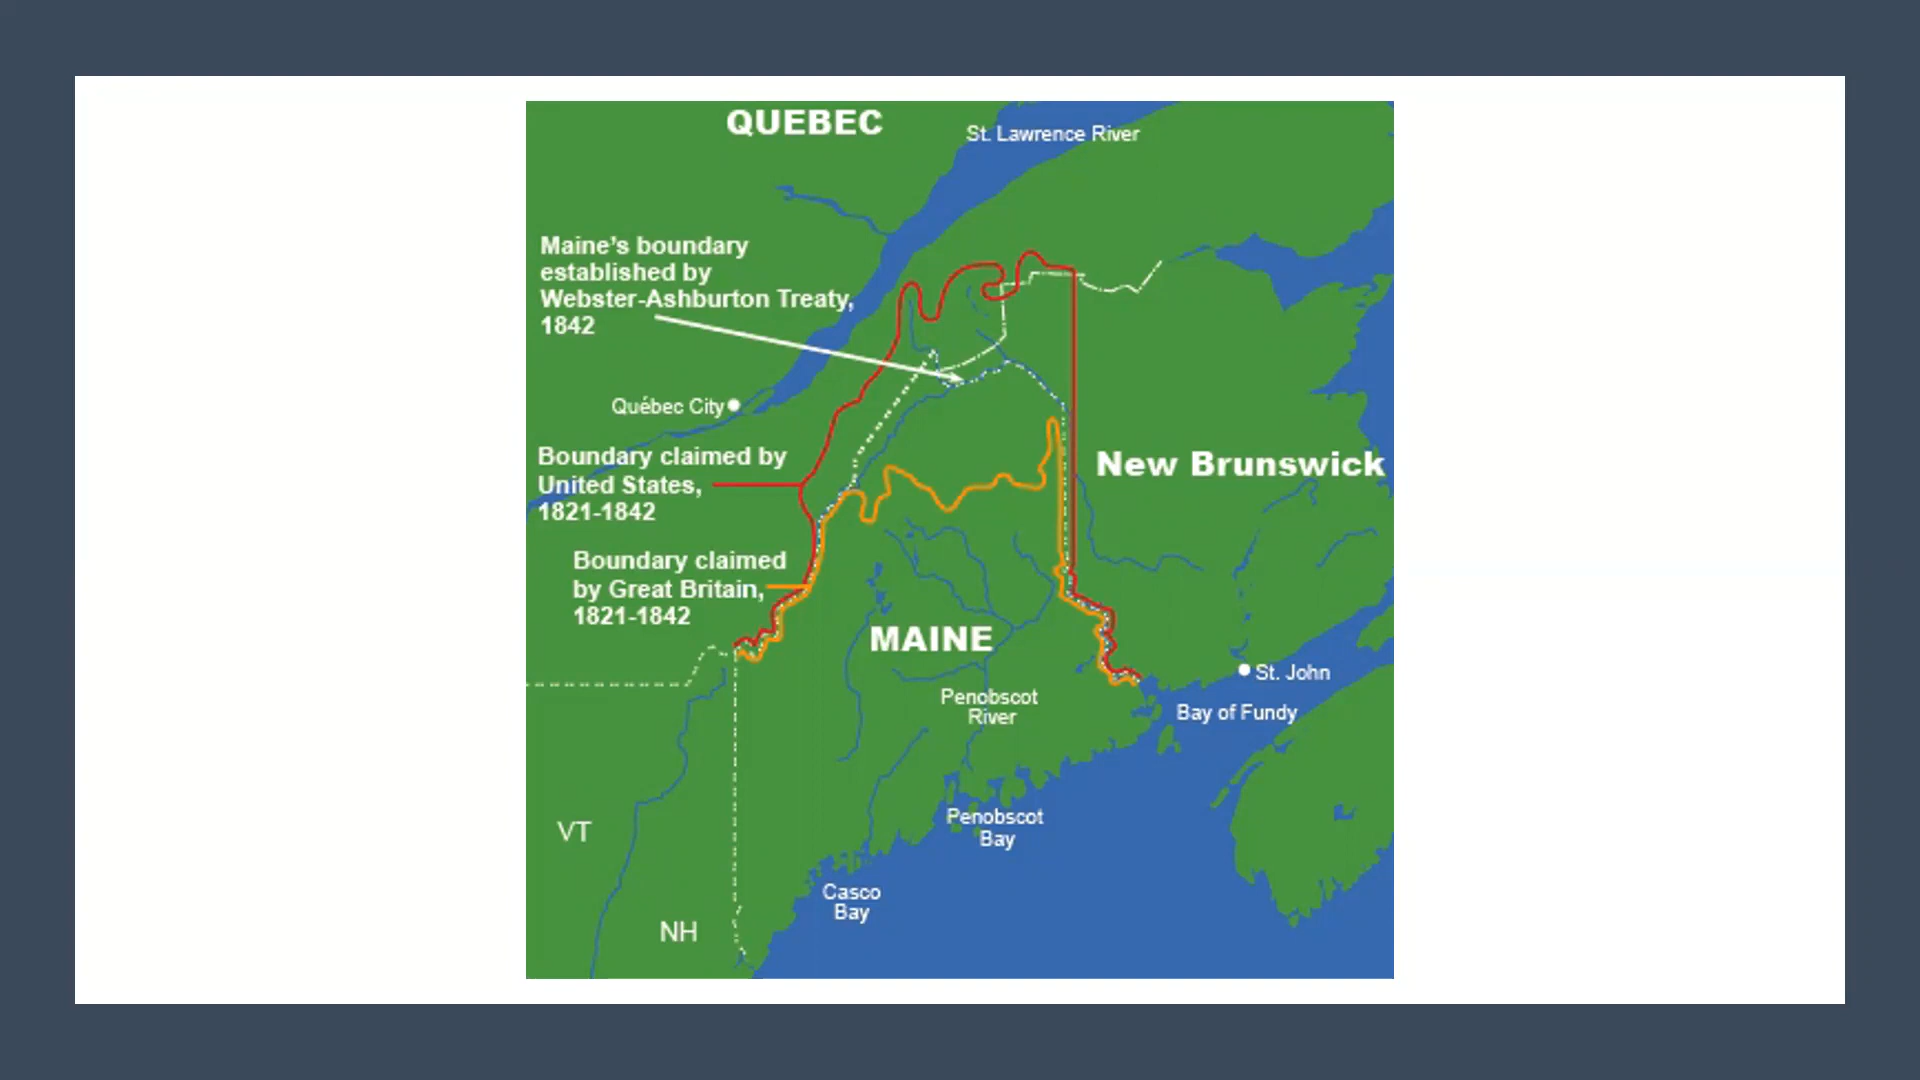 QUEBEC
St. Lawrence River
Maine's boundary
established by
Webster-Ashburton Treaty,
1842
Québec City
Boundary claimed by
United States,
1821-1842
New Brunswick
Boundary claimed
by Great Britain,
1821-1842
MAINE
St. John
Penobscot
River
Bay of Fundy
Penobscot
Bay
VT
Casco
Bay
NH